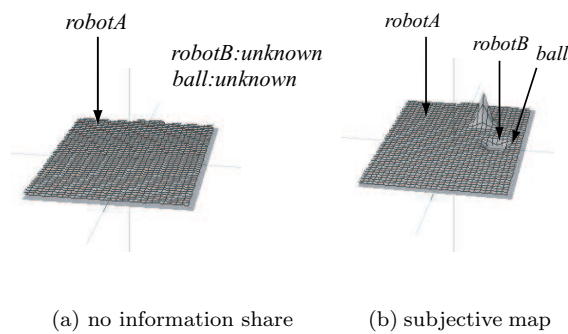 robotA
robotB:unknown
ball:unknown
robotA
robotB
ball
(a) no information share
(b) subjective map